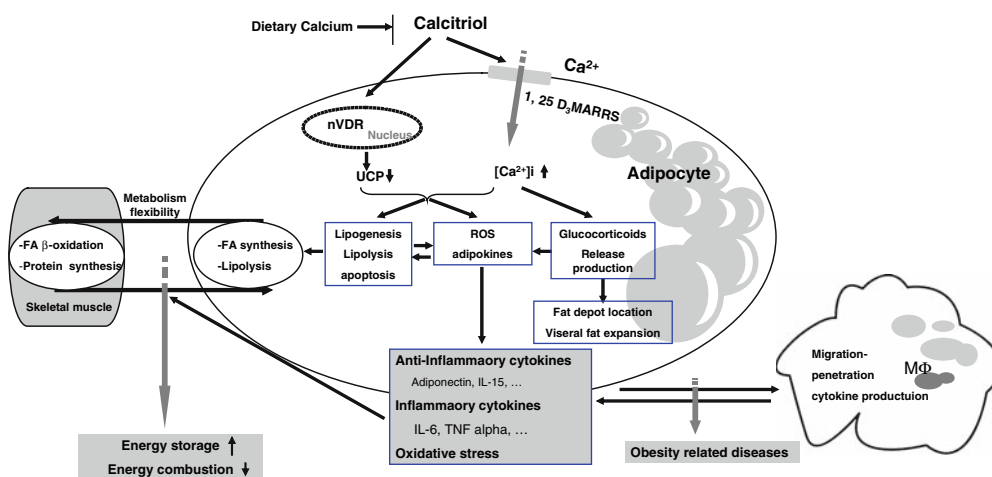 Dietary Calcium
Calcitriol
Ca²⁺
1, 25 D₃MARRS
nVDR
Nucleus
UCP
[Ca²⁺]i
Adipocyte
Metabolism
flexibility
-FA β-oxidation
-Protein synthesis
Skeletal muscle
-FA synthesis
-Lipolysis
Lipogenesis
Lipolysis
apoptosis
ROS
adipokines
Glucocorticoids
Release
production
Fat depot location
Viseral fat expansion
Anti-Inflammaory cytokines
Adiponectin, IL-15, ...
Inflammaory cytokines
IL-6, TNF alpha, ...
Oxidative stress
Migration-
penetration
cytokine productuion
MΦ
Energy storage
Energy combustion
Obesity related diseases